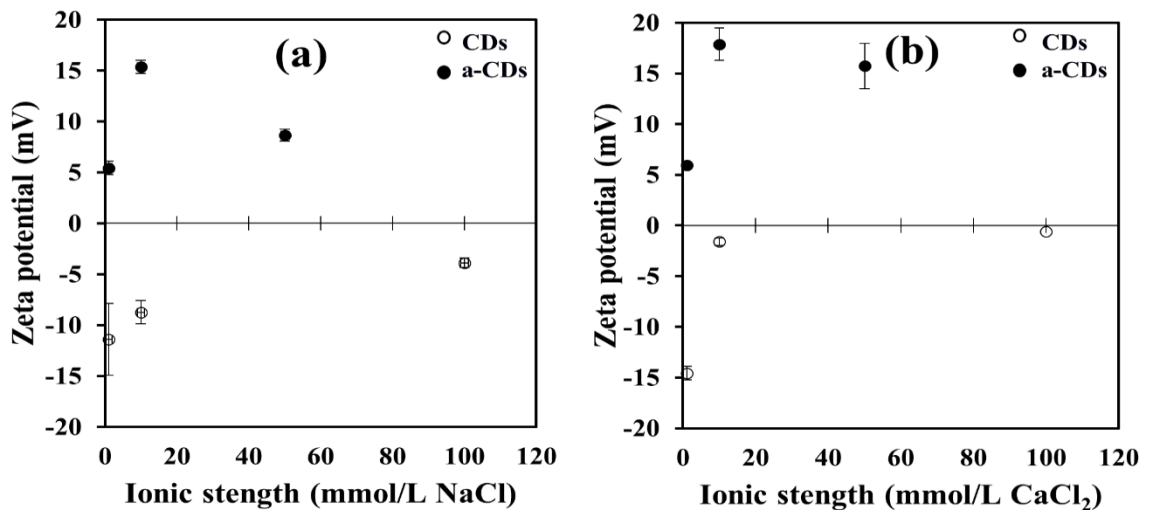 20
15
10
5
0
-5
-10
-15
-20
0 20 40 60 80 100 120
Zeta potential (mV)
Ionic stength (mmol/L NaCl)
(a)
CDs
a-CDs
20
15
10
5
0
-5
-10
-15
-20
0 20 40 60 80 100 120
Zeta potential (mV)
Ionic stength (mmol/L CaCl₂)
(b)
CDs
a-CDs